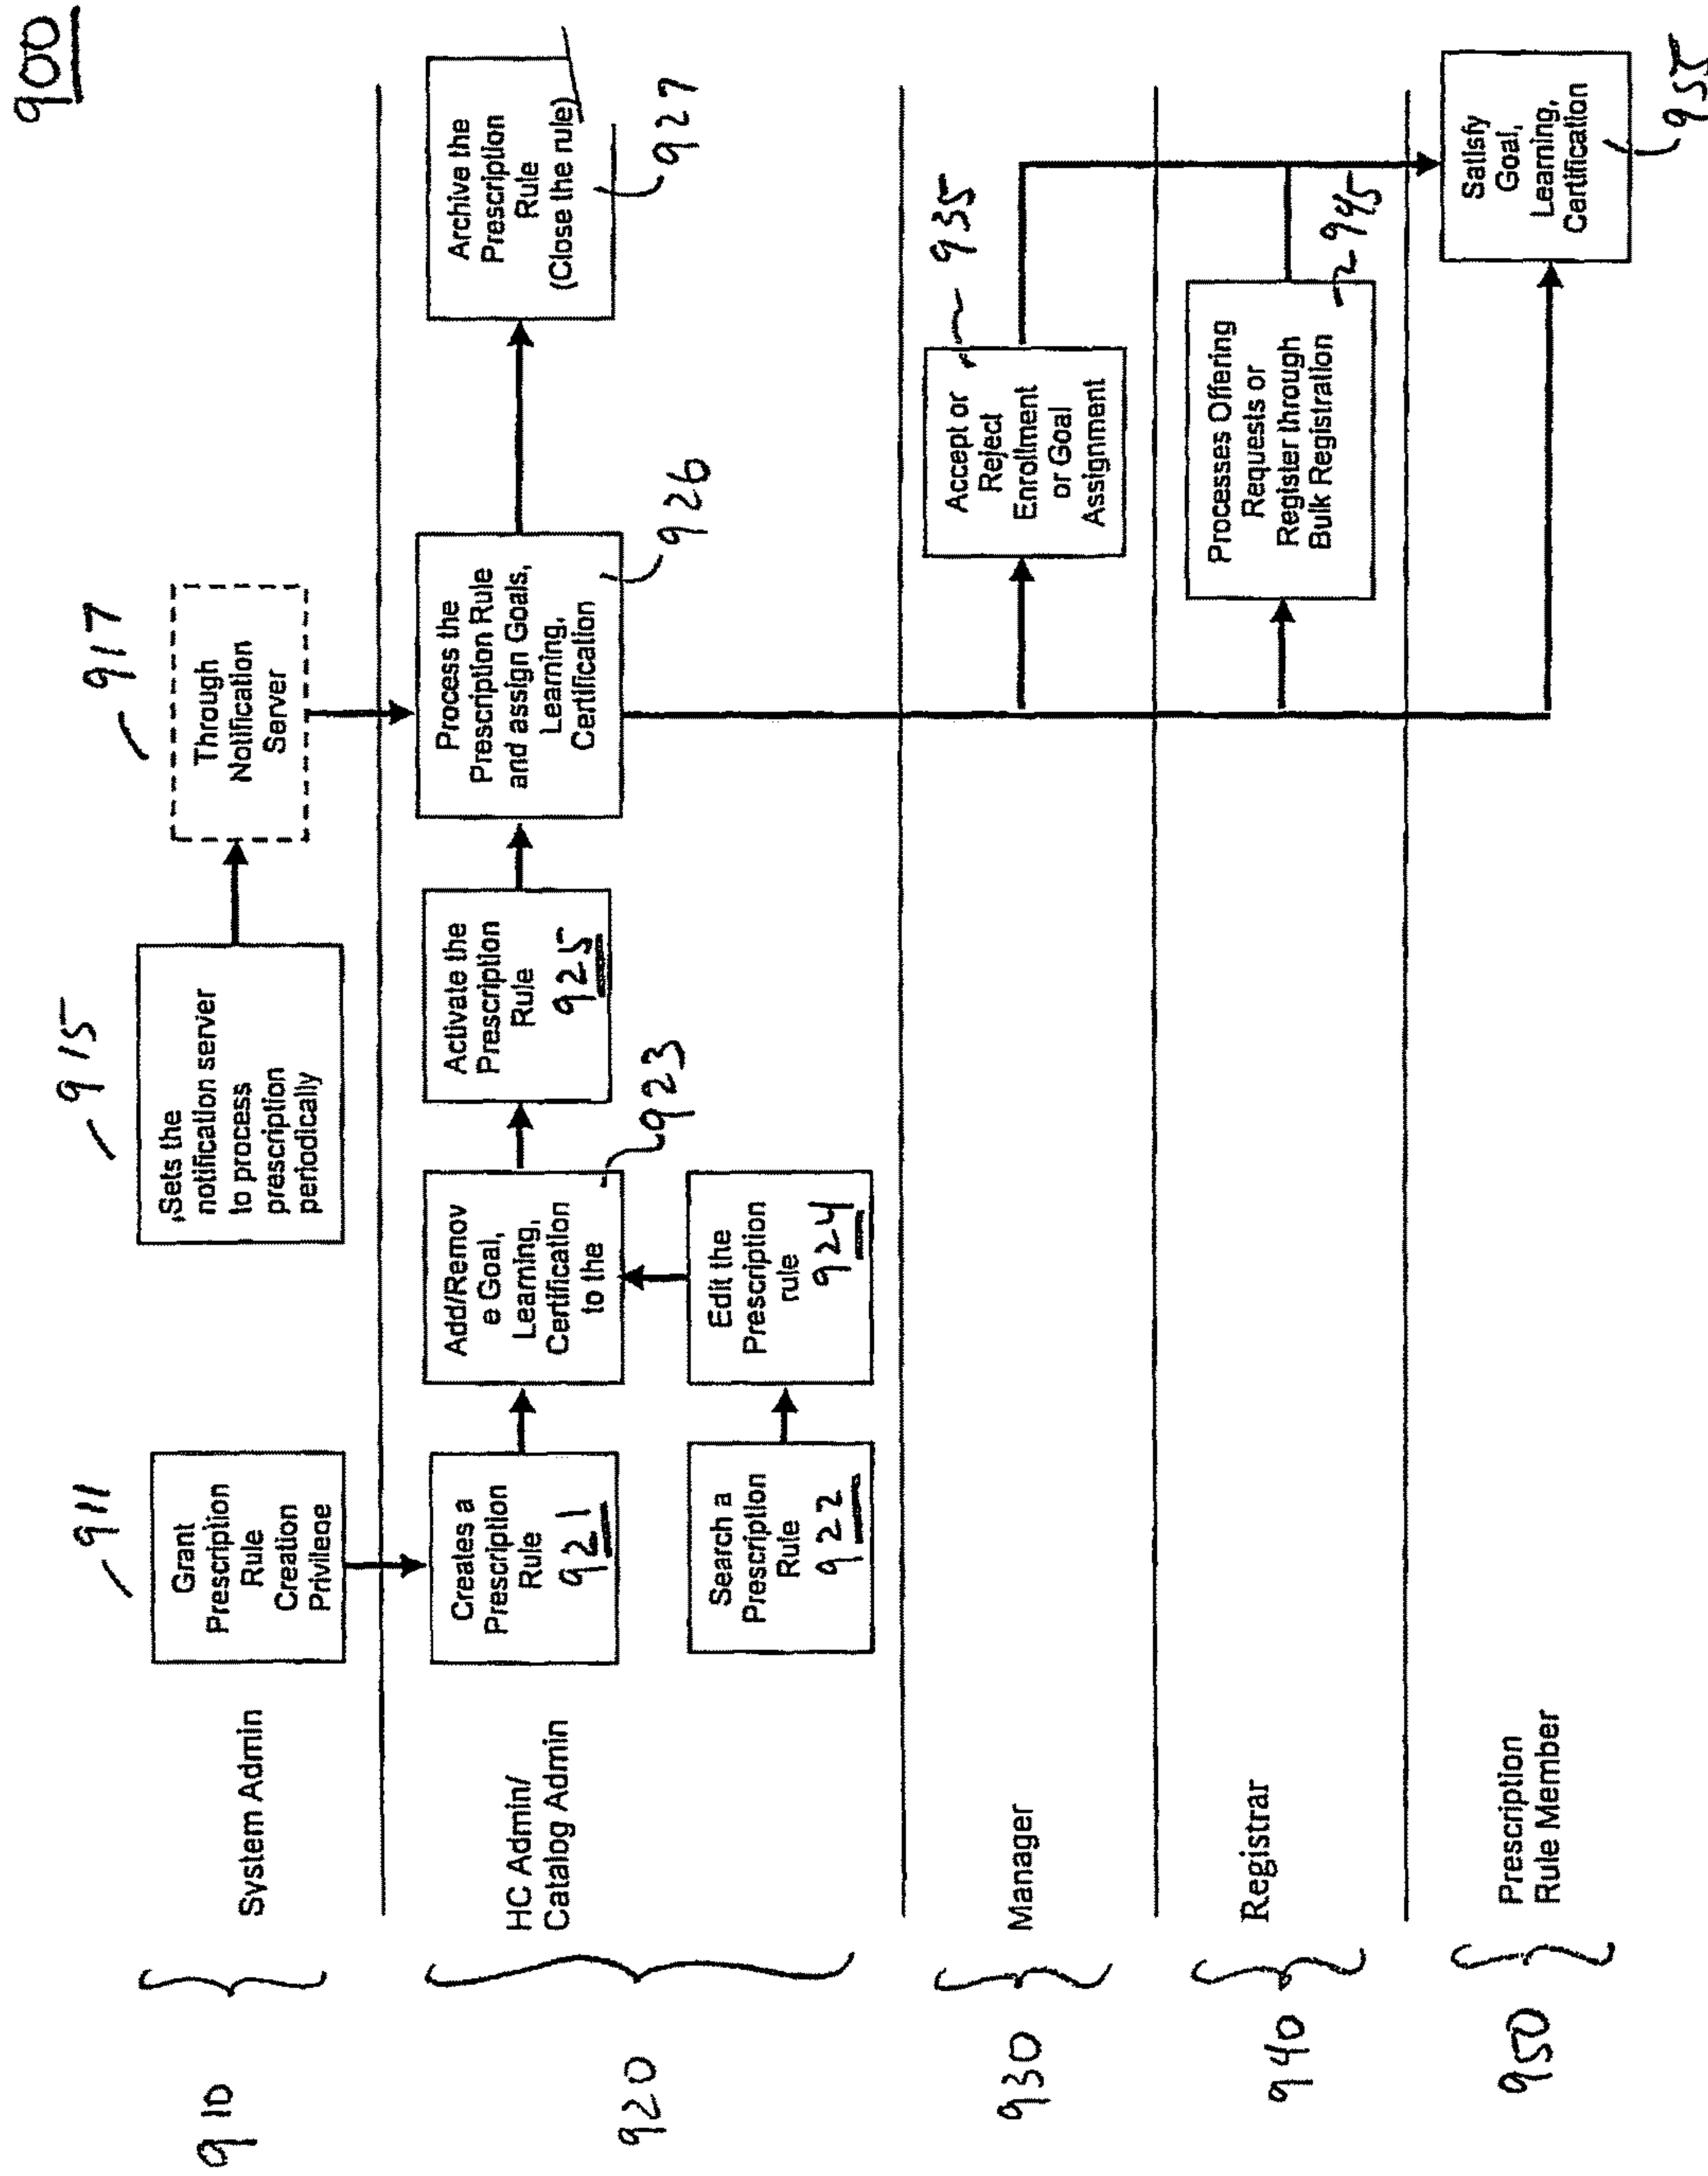 900
911
915
917
910
System Admin
Grant
Prescription
Rule
Creation
Privilege
,Sets the
notification server
to process
prescription
periodically
Through
Notification
Server
920
HC Admin/
Catalog Admin
Creates a
Prescription
Rule
921
Add/Remov
e Goal,
Learning,
Certification
to the
923
Activate the
Prescription
Rule
925
Process the
Prescription Rule
and assign Goals,
Learning,
Certification
926
Archive the
Prescription
Rule
(Close the rule)
927
Search a
Prescription
Rule
922
Edit the
Prescription
rule
924
930
Manager
Accept or
Reject
Enrollment
or Goal
Assignment
935
940
Registrar
Processes Offering
Requests or
Register through
Bulk Registration
945
950
Prescription
Rule Member
Satisfy
Goal,
Learning,
Certification
955